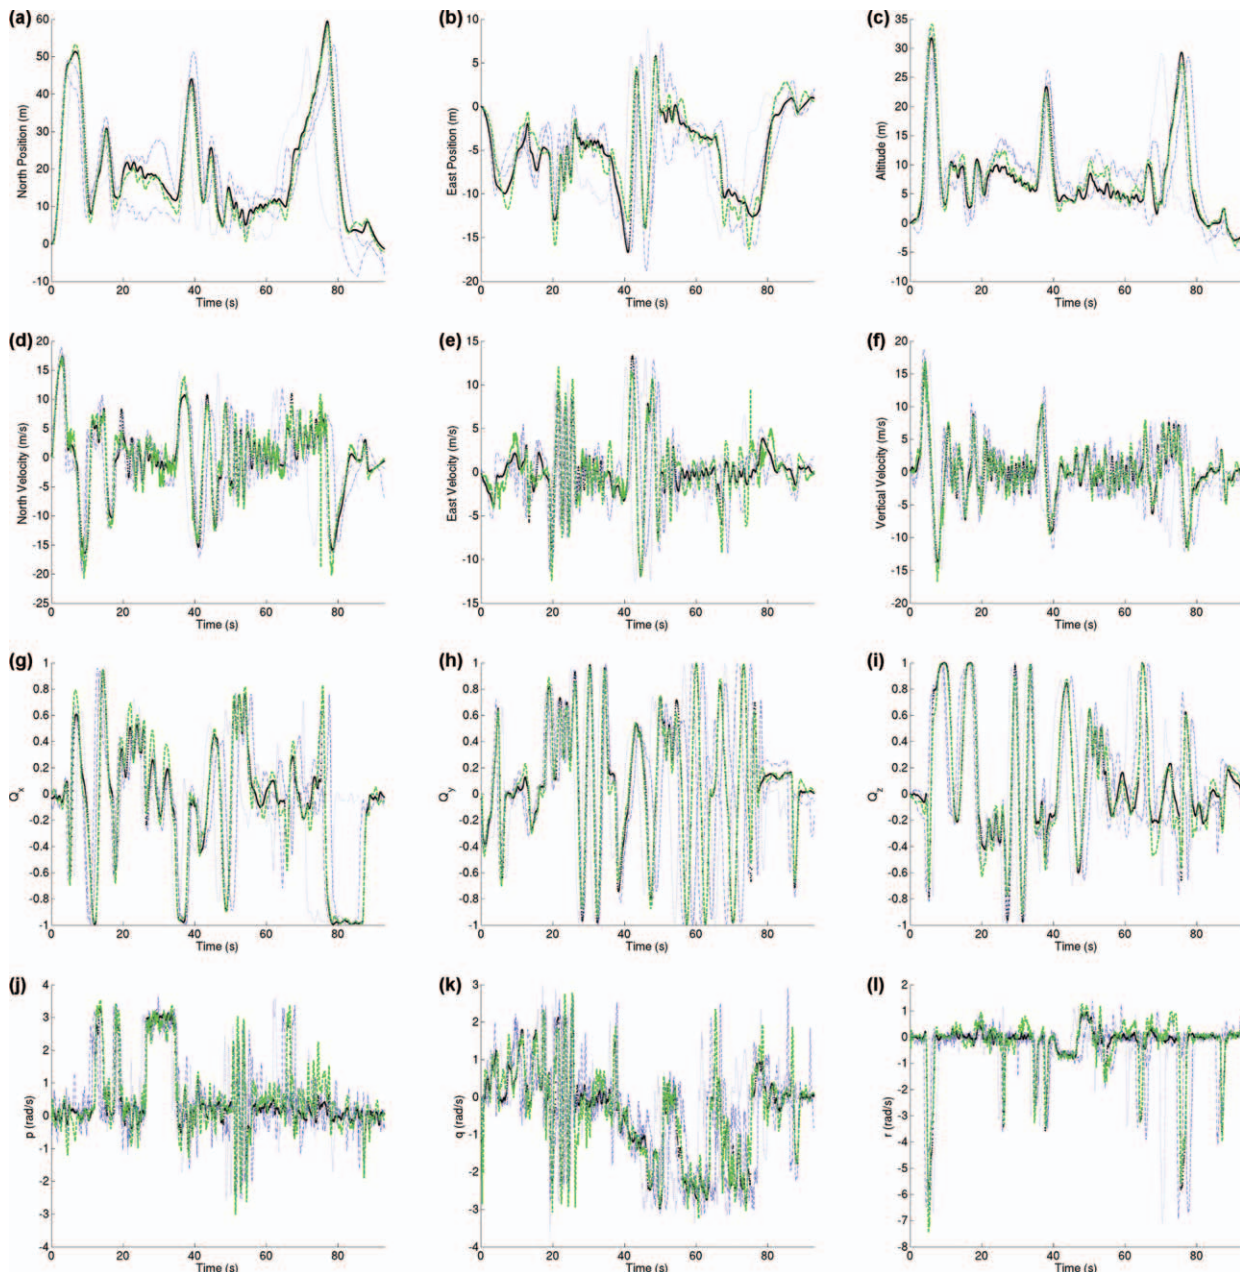 (a)
60
50
40
30
20
10
0
-10
North Position (m)
0 20 40 60 80
Time (s)
(b)
10
5
0
-5
-10
-15
-20
East Position (m)
0 20 40 60 80
Time (s)
(c)
35
30
25
20
15
10
5
0
-5
-10
Altitude (m)
0 20 40 60 80
Time (s)
(d)
20
15
10
5
0
-5
-10
-15
-20
-25
North Velocity (m/s)
0 20 40 60 80
Time (s)
(e)
15
10
5
0
-5
-10
-15
East Velocity (m/s)
0 20 40 60 80
Time (s)
(f)
20
15
10
5
0
-5
-10
-15
-20
Vertical Velocity (m/s)
0 20 40 60 80
Time (s)
(g)
1
0.8
0.6
0.4
0.2
0
-0.2
-0.4
-0.6
-0.8
-1
Qx
0 20 40 60 80
Time (s)
(h)
1
0.8
0.6
0.4
0.2
0
-0.2
-0.4
-0.6
-0.8
-1
Qy
0 20 40 60 80
Time (s)
(i)
1
0.8
0.6
0.4
0.2
0
-0.2
-0.4
-0.6
-0.8
-1
Qz
0 20 40 60 80
Time (s)
(j)
4
3
2
1
0
-1
-2
-3
-4
p (rad/s)
0 20 40 60 80
Time (s)
(k)
3
2
1
0
-1
-2
-3
-4
q (rad/s)
0 20 40 60 80
Time (s)
(l)
2
1
0
-1
-2
-3
-4
-5
-6
-7
-8
r (rad/s)
0 20 40 60 80
Time (s)